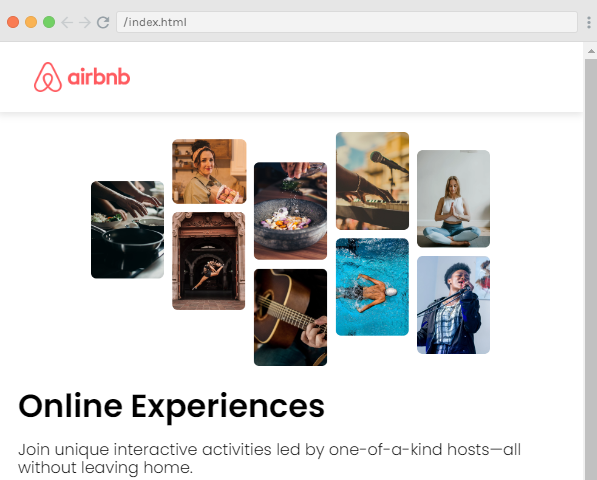 /index.html
airbnb
Online Experiences
Join unique interactive activities led by one-of-a-kind hosts—all
without leaving home.